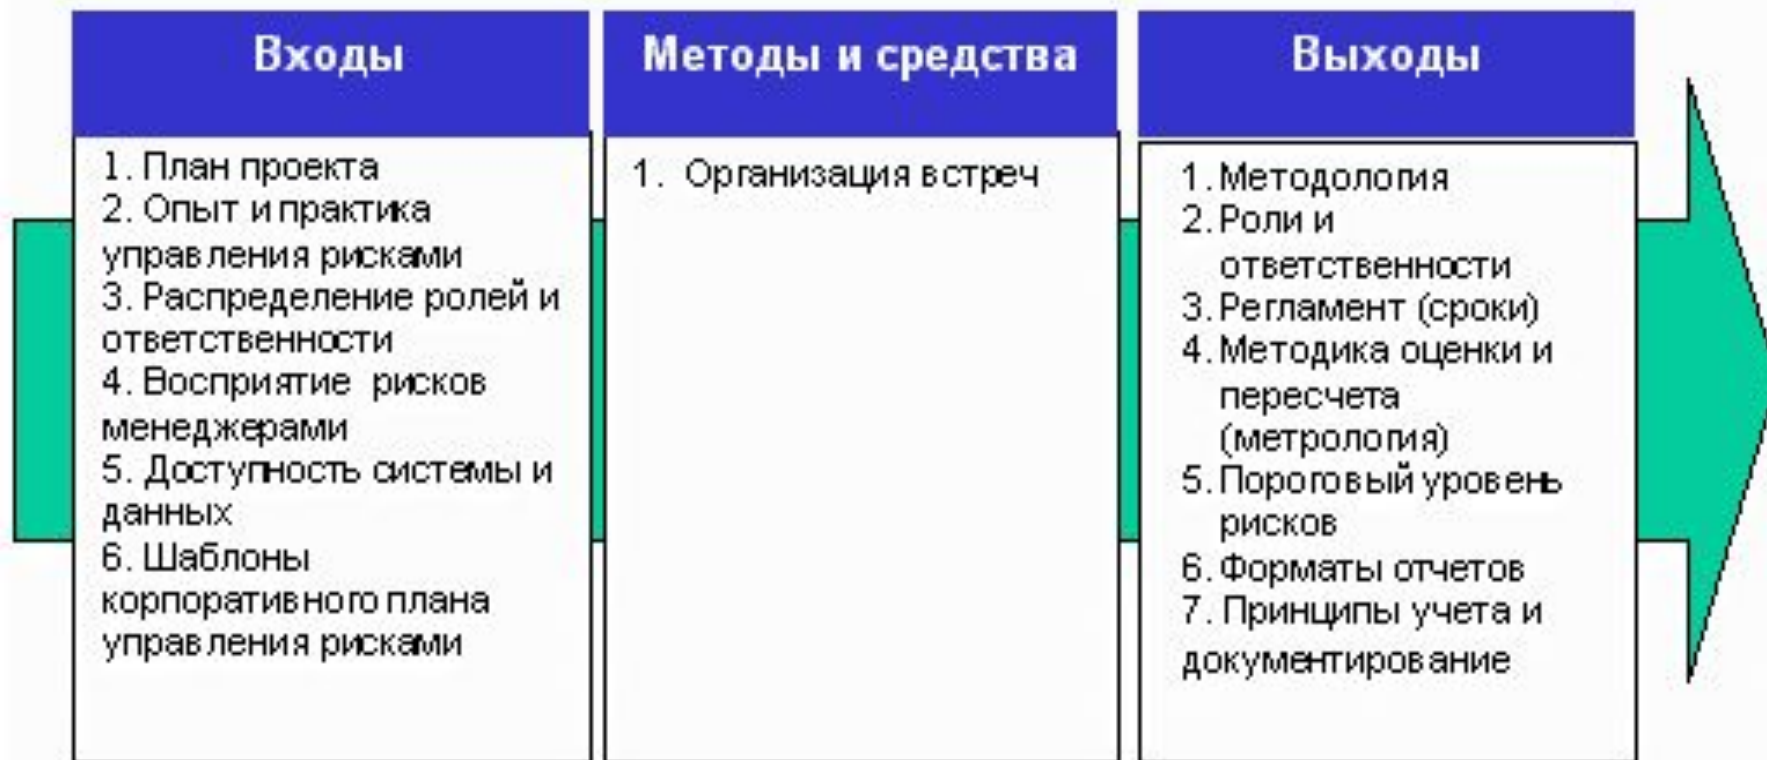 Входы
1. План проекта
2. Опыт и практика
управления рисками
3. Распределение ролей и
ответственности
4. Восприятие рисков
менеджерами
5. Доступность системы и
данных
6. Шаблоны
корпоративного плана
управления рисками
Методы и средства
1. Организация встреч
Выходы
1. Методология
2. Роли и
ответственности
3. Регламент (сроки)
4. Методика оценки и
пересчета
(метрология)
5. Пороговый уровень
рисков
6. Форматы отчетов
7. Принципы учета и
документирование